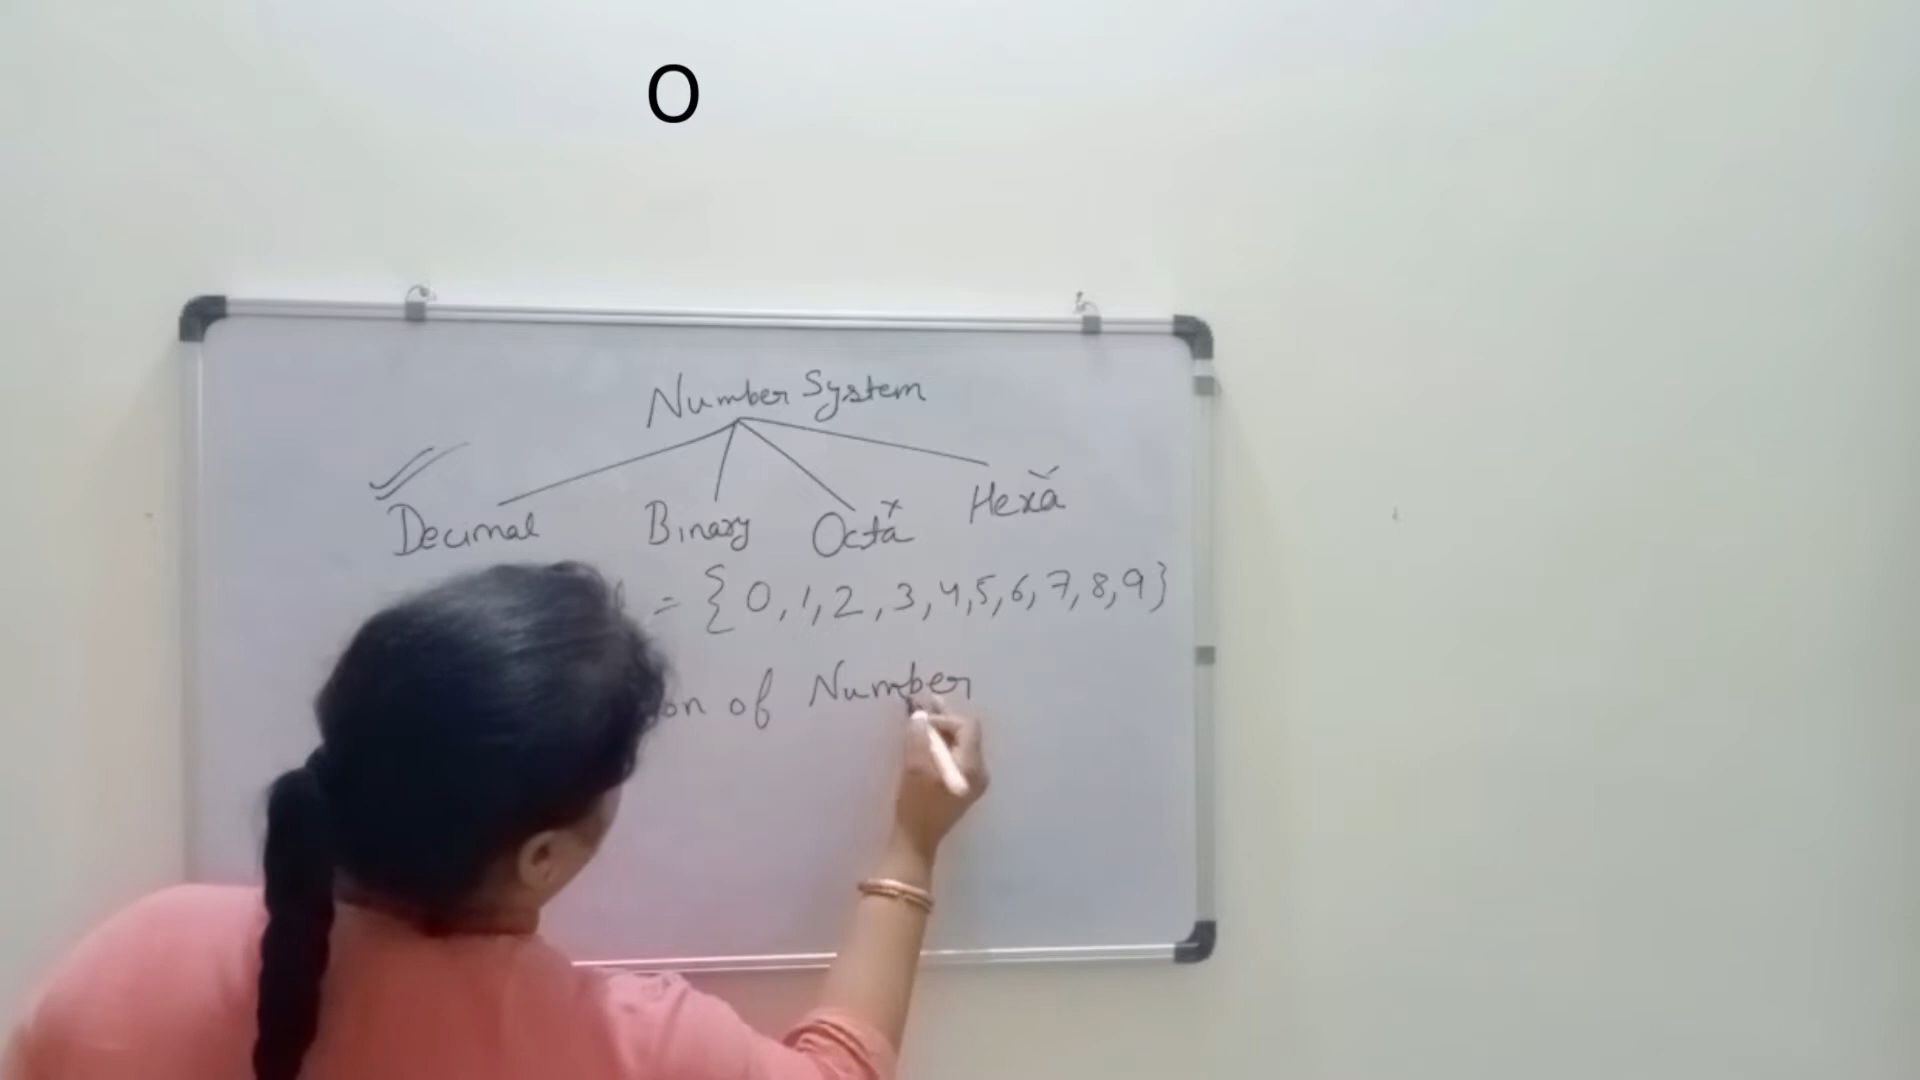 O
Number System
Decimal Binary Octa Hexa
= {0,1,2,3,4,5,6,7,8,9}
on of Number